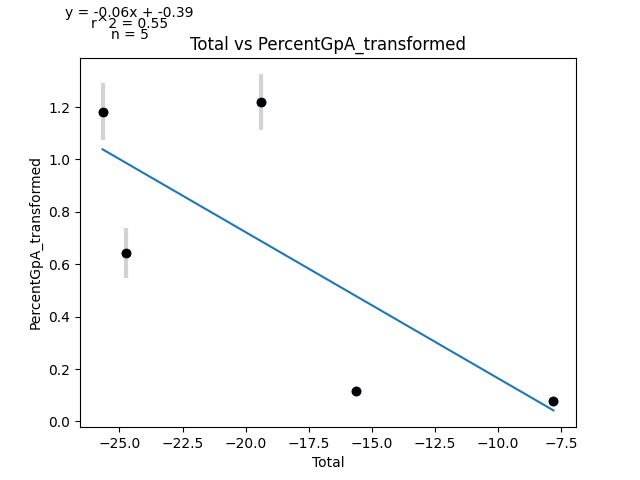 y = -0.06x + -0.39
r^2 = 0.55
n = 5
Total vs PercentGpA_transformed
PercentGpA_transformed
1.2
1.0
0.8
0.6
0.4
0.2
0.0
−25.0 −22.5 −20.0 −17.5 −15.0 −12.5 −10.0 −7.5
Total